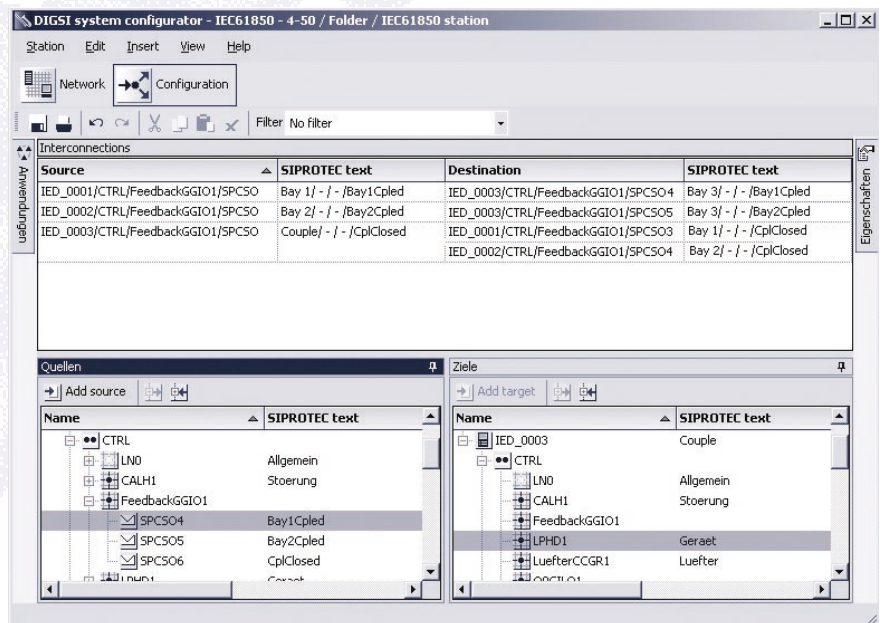 DIGSI system configurator - IEC61850 - 4-50 / Folder / IEC61850 station
Station Edit Insert View Help
Network Configuration
Filter No filter
Anwendungen
Interconnections
Source SIPROTEC text Destination SIPROTEC text
IED_0001/CTRL/FeedbackGGIO1/SPCSO Bay 1/ - / - /Bay1Cpled IED_0003/CTRL/FeedbackGGIO1/SPCSO4 Bay 3/ - / - /Bay1Cpled
IED_0002/CTRL/FeedbackGGIO1/SPCSO Bay 2/ - / - /Bay2Cpled IED_0003/CTRL/FeedbackGGIO1/SPCSO5 Bay 3/ - / - /Bay2Cpled
IED_0003/CTRL/FeedbackGGIO1/SPCSO Couple/ - / - /CplClosed IED_0001/CTRL/FeedbackGGIO1/SPCSO3 Bay 1/ - / - /CplClosed
IED_0002/CTRL/FeedbackGGIO1/SPCSO4 Bay 2/ - / - /CplClosed
Eigenschaften
Quellen
Add source
Name SIPROTEC text
CTRL
LN0 Allgemein
CALH1 Stoerung
FeedbackGGIO1
SPCSO4 Bay1Cpled
SPCSO5 Bay2Cpled
SPCSO6 CplClosed
LPHD1 Geraet
Ziele
Add target
Name SIPROTEC text
IED_0003 Couple
CTRL
LN0 Allgemein
CALH1 Stoerung
FeedbackGGIO1
LPHD1 Geraet
LuefterCCGR1 Luefter